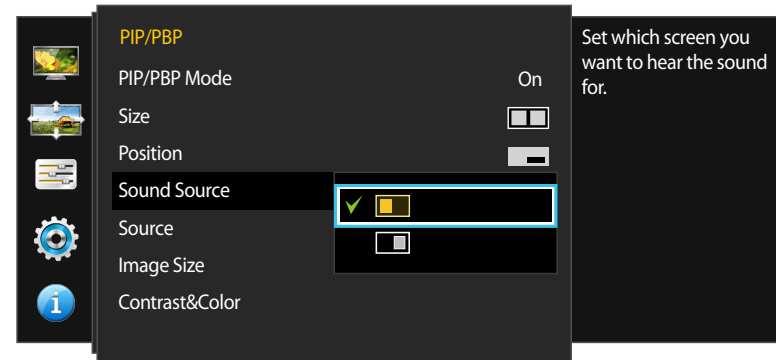 PIP/PBP
PIP/PBP Mode On
Size
Position
Sound Source
Source
Image Size
Contrast&Color
Set which screen you
want to hear the sound
for.